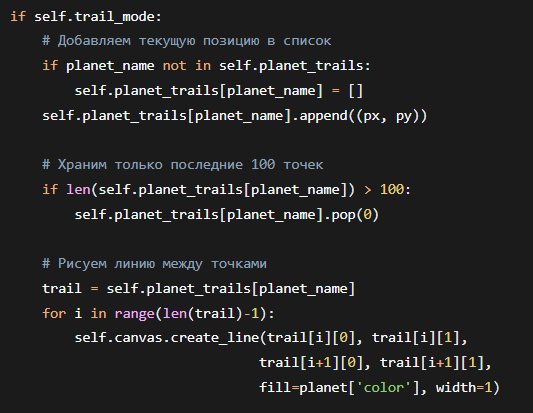 if self.trail_mode:
    # Добавляем текущую позицию в список
    if planet_name not in self.planet_trails:
        self.planet_trails[planet_name] = []
    self.planet_trails[planet_name].append((px, py))

    # Храним только последние 100 точек
    if len(self.planet_trails[planet_name]) > 100:
        self.planet_trails[planet_name].pop(0)

    # Рисуем линию между точками
    trail = self.planet_trails[planet_name]
    for i in range(len(trail)-1):
        self.canvas.create_line(trail[i][0], trail[i][1],
                               trail[i+1][0], trail[i+1][1],
                               fill=planet['color'], width=1)